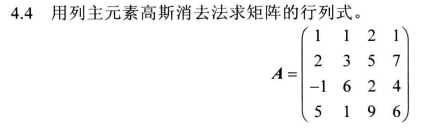 4.4 用列主元素高斯消去法求矩阵的行列式。
A = ( 1 1 2 1
2 3 5 7
-1 6 2 4
5 1 9 6 )